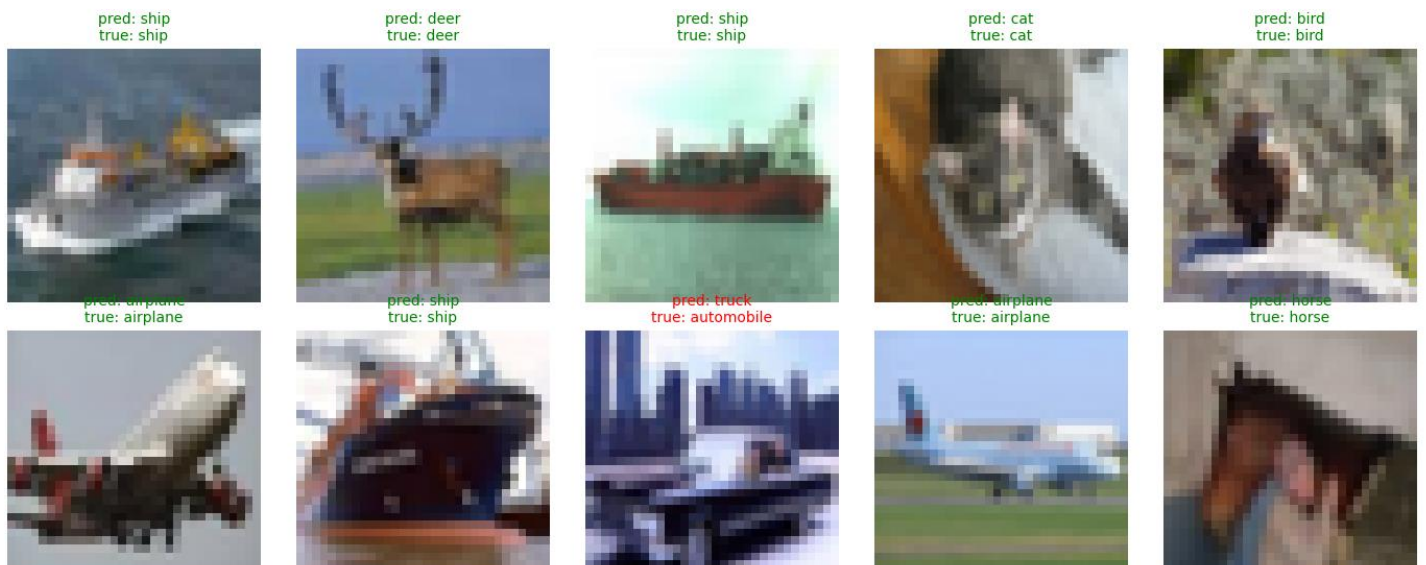 pred: ship
true: ship
pred: deer
true: deer
pred: ship
true: ship
pred: cat
true: cat
pred: bird
true: bird
pred: airplane
true: airplane
pred: ship
true: ship
pred: truck
true: automobile
pred: airplane
true: airplane
pred: horse
true: horse